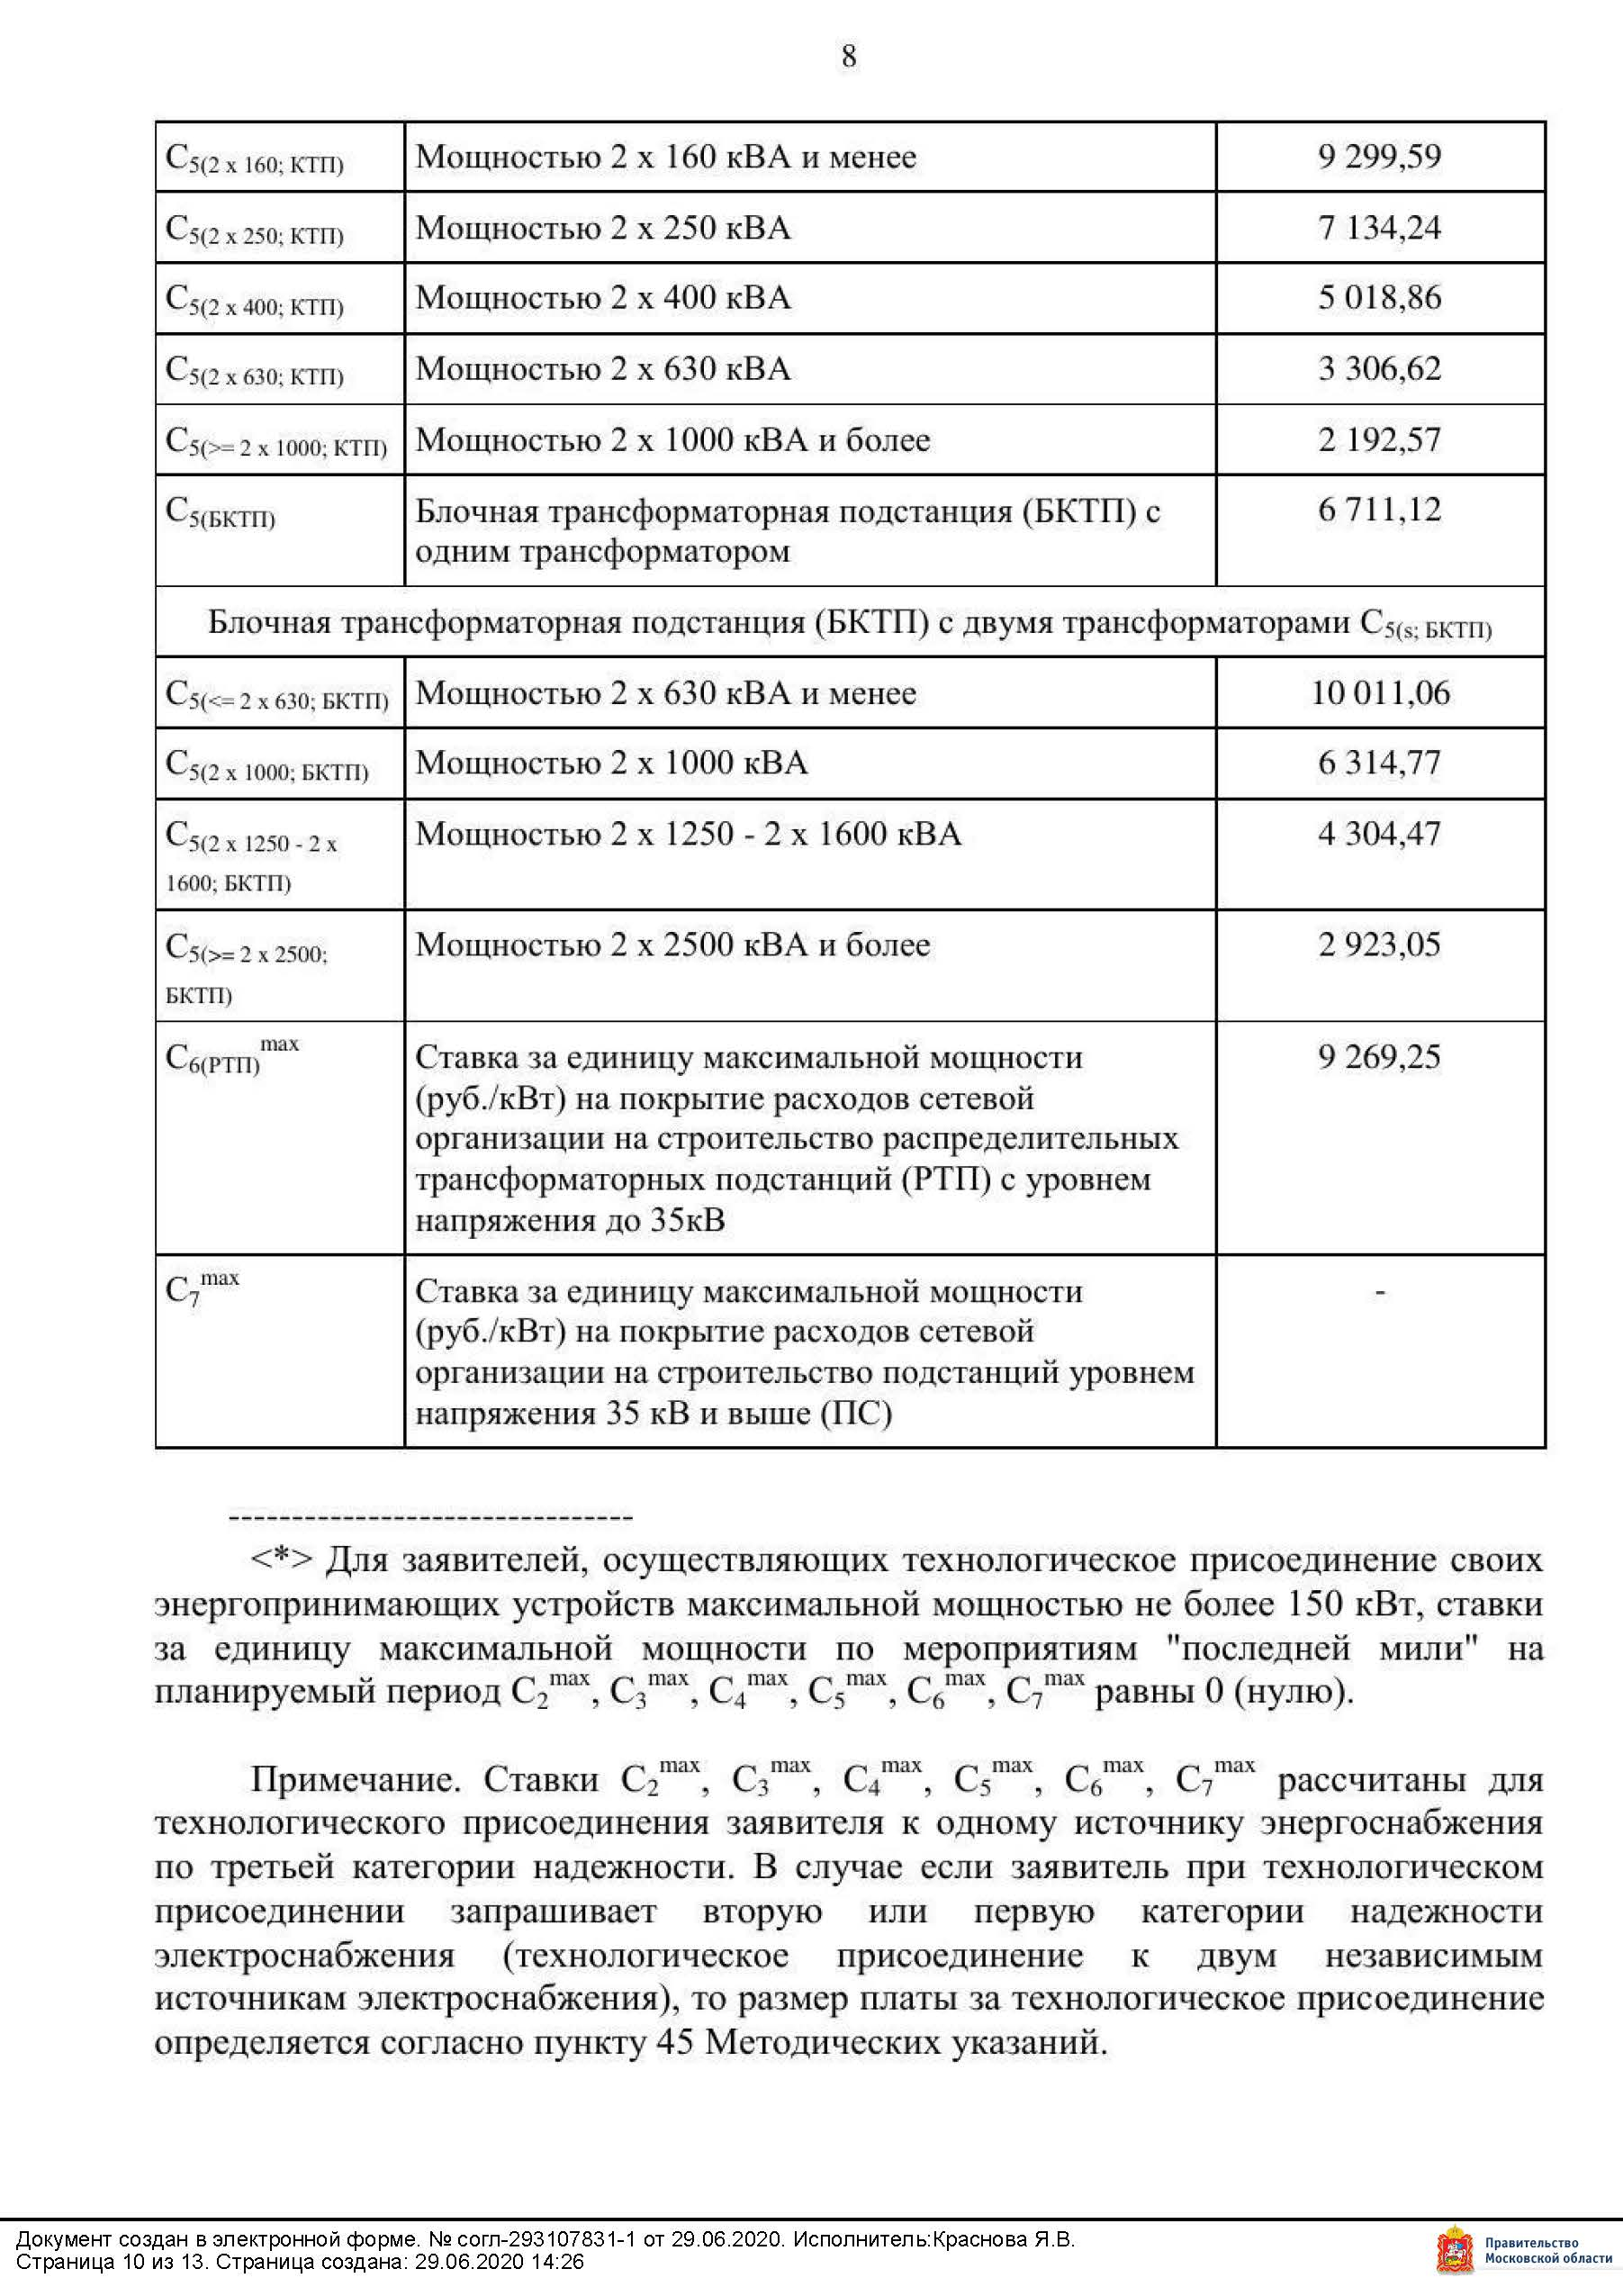 8
С5(2 х 160; КТП) Мощностью 2 х 160 кВА и менее 9 299,59
С5(2 х 250; КТП) Мощностью 2 х 250 кВА 7 134,24
С5(2 х 400; КТП) Мощностью 2 х 400 кВА 5 018,86
С5(2 х 630; КТП) Мощностью 2 х 630 кВА 3 306,62
С5(>= 2 х 1000; КТП) Мощностью 2 х 1000 кВА и более 2 192,57
С5(БКТП) Блочная трансформаторная подстанция (БКТП) с 6 711,12
одним трансформатором
Блочная трансформаторная подстанция (БКТП) с двумя трансформаторами С5(s; БКТП)
С5(<= 2 х 630; БКТП) Мощностью 2 х 630 кВА и менее 10 011,06
С5(2 х 1000; БКТП) Мощностью 2 х 1000 кВА 6 314,77
С5(2 х 1250 - 2 х Мощностью 2 х 1250 - 2 х 1600 кВА 4 304,47
1600; БКТП)
С5(>= 2 х 2500; Мощностью 2 х 2500 кВА и более 2 923,05
БКТП)
С6(РТП)max Ставка за единицу максимальной мощности 9 269,25
(руб./кВт) на покрытие расходов сетевой
организации на строительство распределительных
трансформаторных подстанций (РТП) с уровнем
напряжения до 35кВ
С7max Ставка за единицу максимальной мощности -
(руб./кВт) на покрытие расходов сетевой
организации на строительство подстанций уровнем
напряжения 35 кВ и выше (ПС)
--------------------------------
<*> Для заявителей, осуществляющих технологическое присоединение своих
энергопринимающих устройств максимальной мощностью не более 150 кВт, ставки
за единицу максимальной мощности по мероприятиям "последней мили" на
планируемый период С2max, С3max, С4max, С5max, С6max, С7max равны 0 (нулю).
Примечание. Ставки С2max, С3max, С4max, С5max, С6max, С7max рассчитаны для
технологического присоединения заявителя к одному источнику энергоснабжения
по третьей категории надежности. В случае если заявитель при технологическом
присоединении запрашивает вторую или первую категории надежности
электроснабжения (технологическое присоединение к двум независимым
источникам электроснабжения), то размер платы за технологическое присоединение
определяется согласно пункту 45 Методических указаний.
Документ создан в электронной форме. № согл-293107831-1 от 29.06.2020. Исполнитель:Краснова Я.В.
Страница 10 из 13. Страница создана: 29.06.2020 14:26
Правительство
Московской области